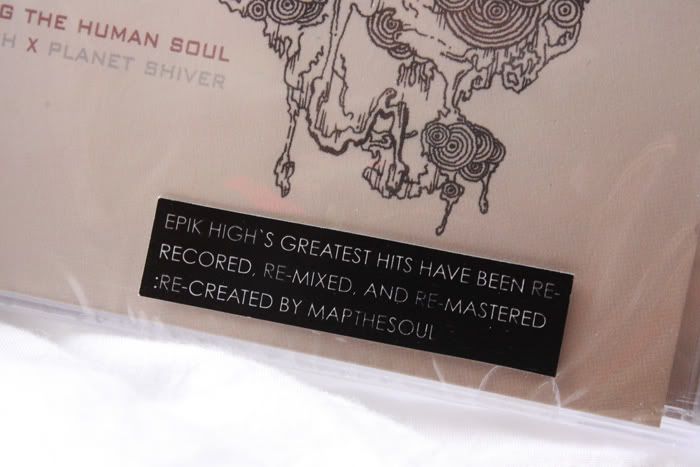 G THE HUMAN SOUL
H X PLANET SHIVER
EPIK HIGH`S GREATEST HITS HAVE BEEN RE-
RECORED, RE-MIXED, AND RE-MASTERED
:RE-CREATED BY MAPTHESOUL